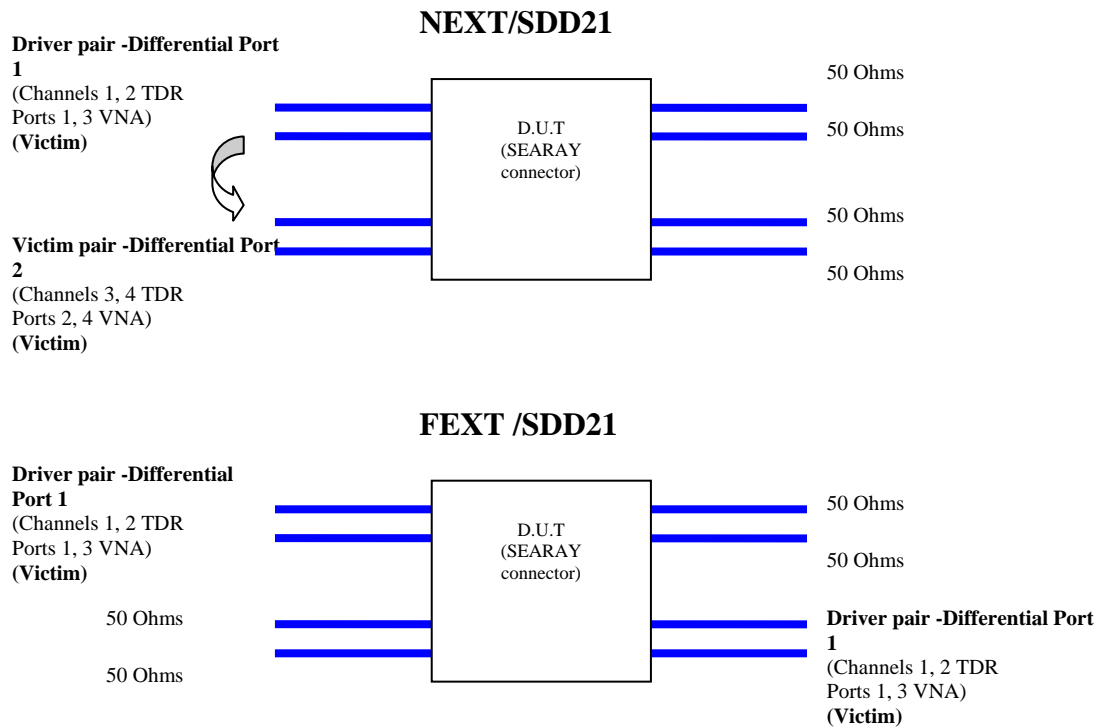 NEXT/SDD21
Driver pair -Differential Port
1
(Channels 1, 2 TDR
Ports 1, 3 VNA)
(Victim)
D.U.T
(SEARAY
connector)
50 Ohms
50 Ohms
50 Ohms
50 Ohms
Victim pair -Differential Port
2
(Channels 3, 4 TDR
Ports 2, 4 VNA)
(Victim)
FEXT /SDD21
Driver pair -Differential
Port 1
(Channels 1, 2 TDR
Ports 1, 3 VNA)
(Victim)
50 Ohms
50 Ohms
D.U.T
(SEARAY
connector)
50 Ohms
50 Ohms
Driver pair -Differential Port
1
(Channels 1, 2 TDR
Ports 1, 3 VNA)
(Victim)